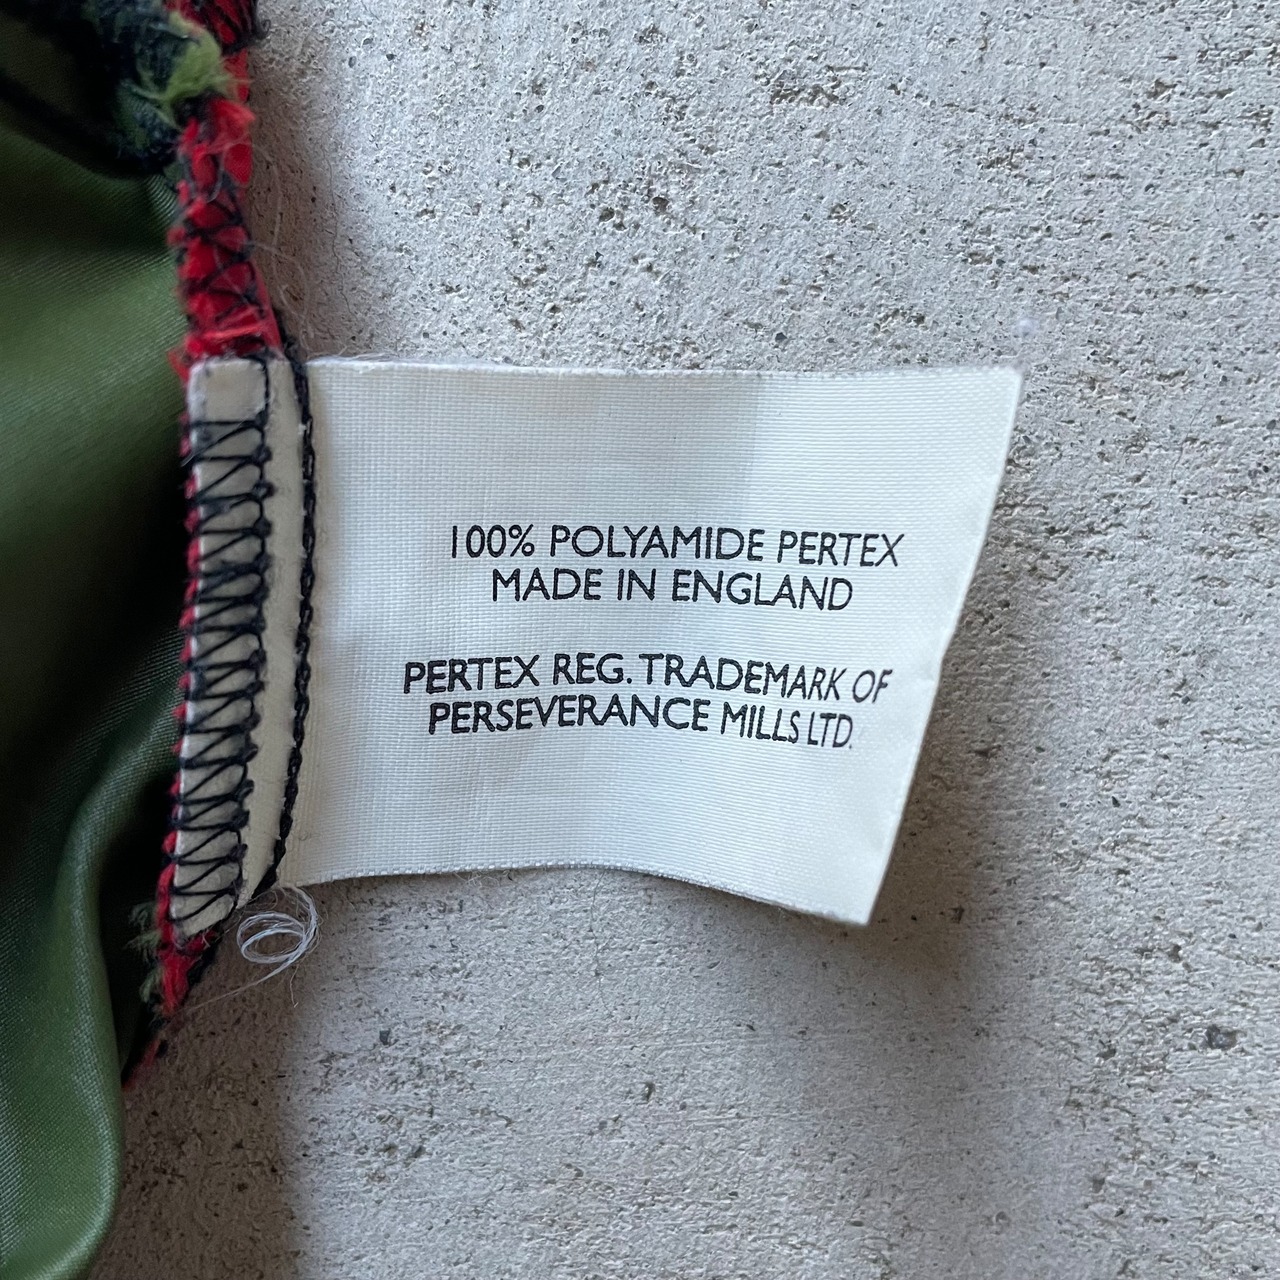 100% POLYAMIDE PERTEX
MADE IN ENGLAND
PERTEX REG. TRADEMARK OF
PERSEVERANCE MILLS LTD.